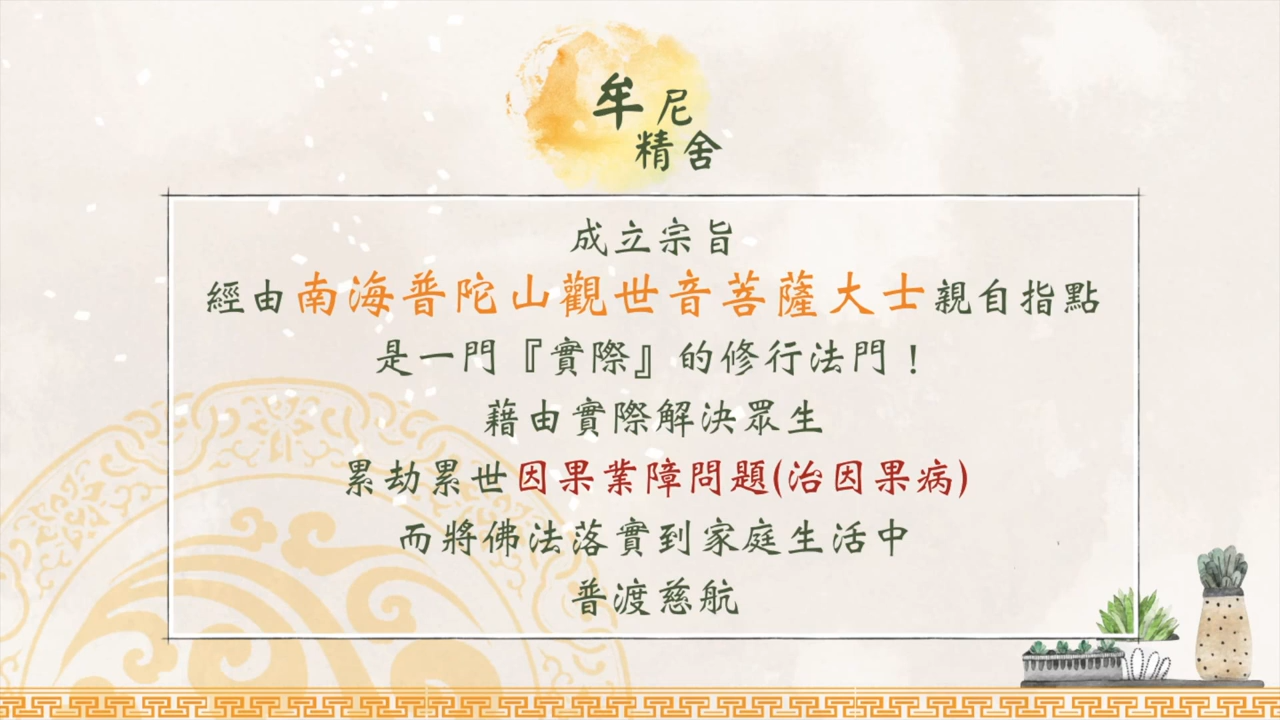 牟尼
精舍
成立宗旨
經由南海普陀山觀世音菩薩大士親自指點
是一門『實際』的修行法門！
藉由實際解決眾生
累劫累世因果業障問題(治因果病)
而將佛法落實到家庭生活中
普渡慈航